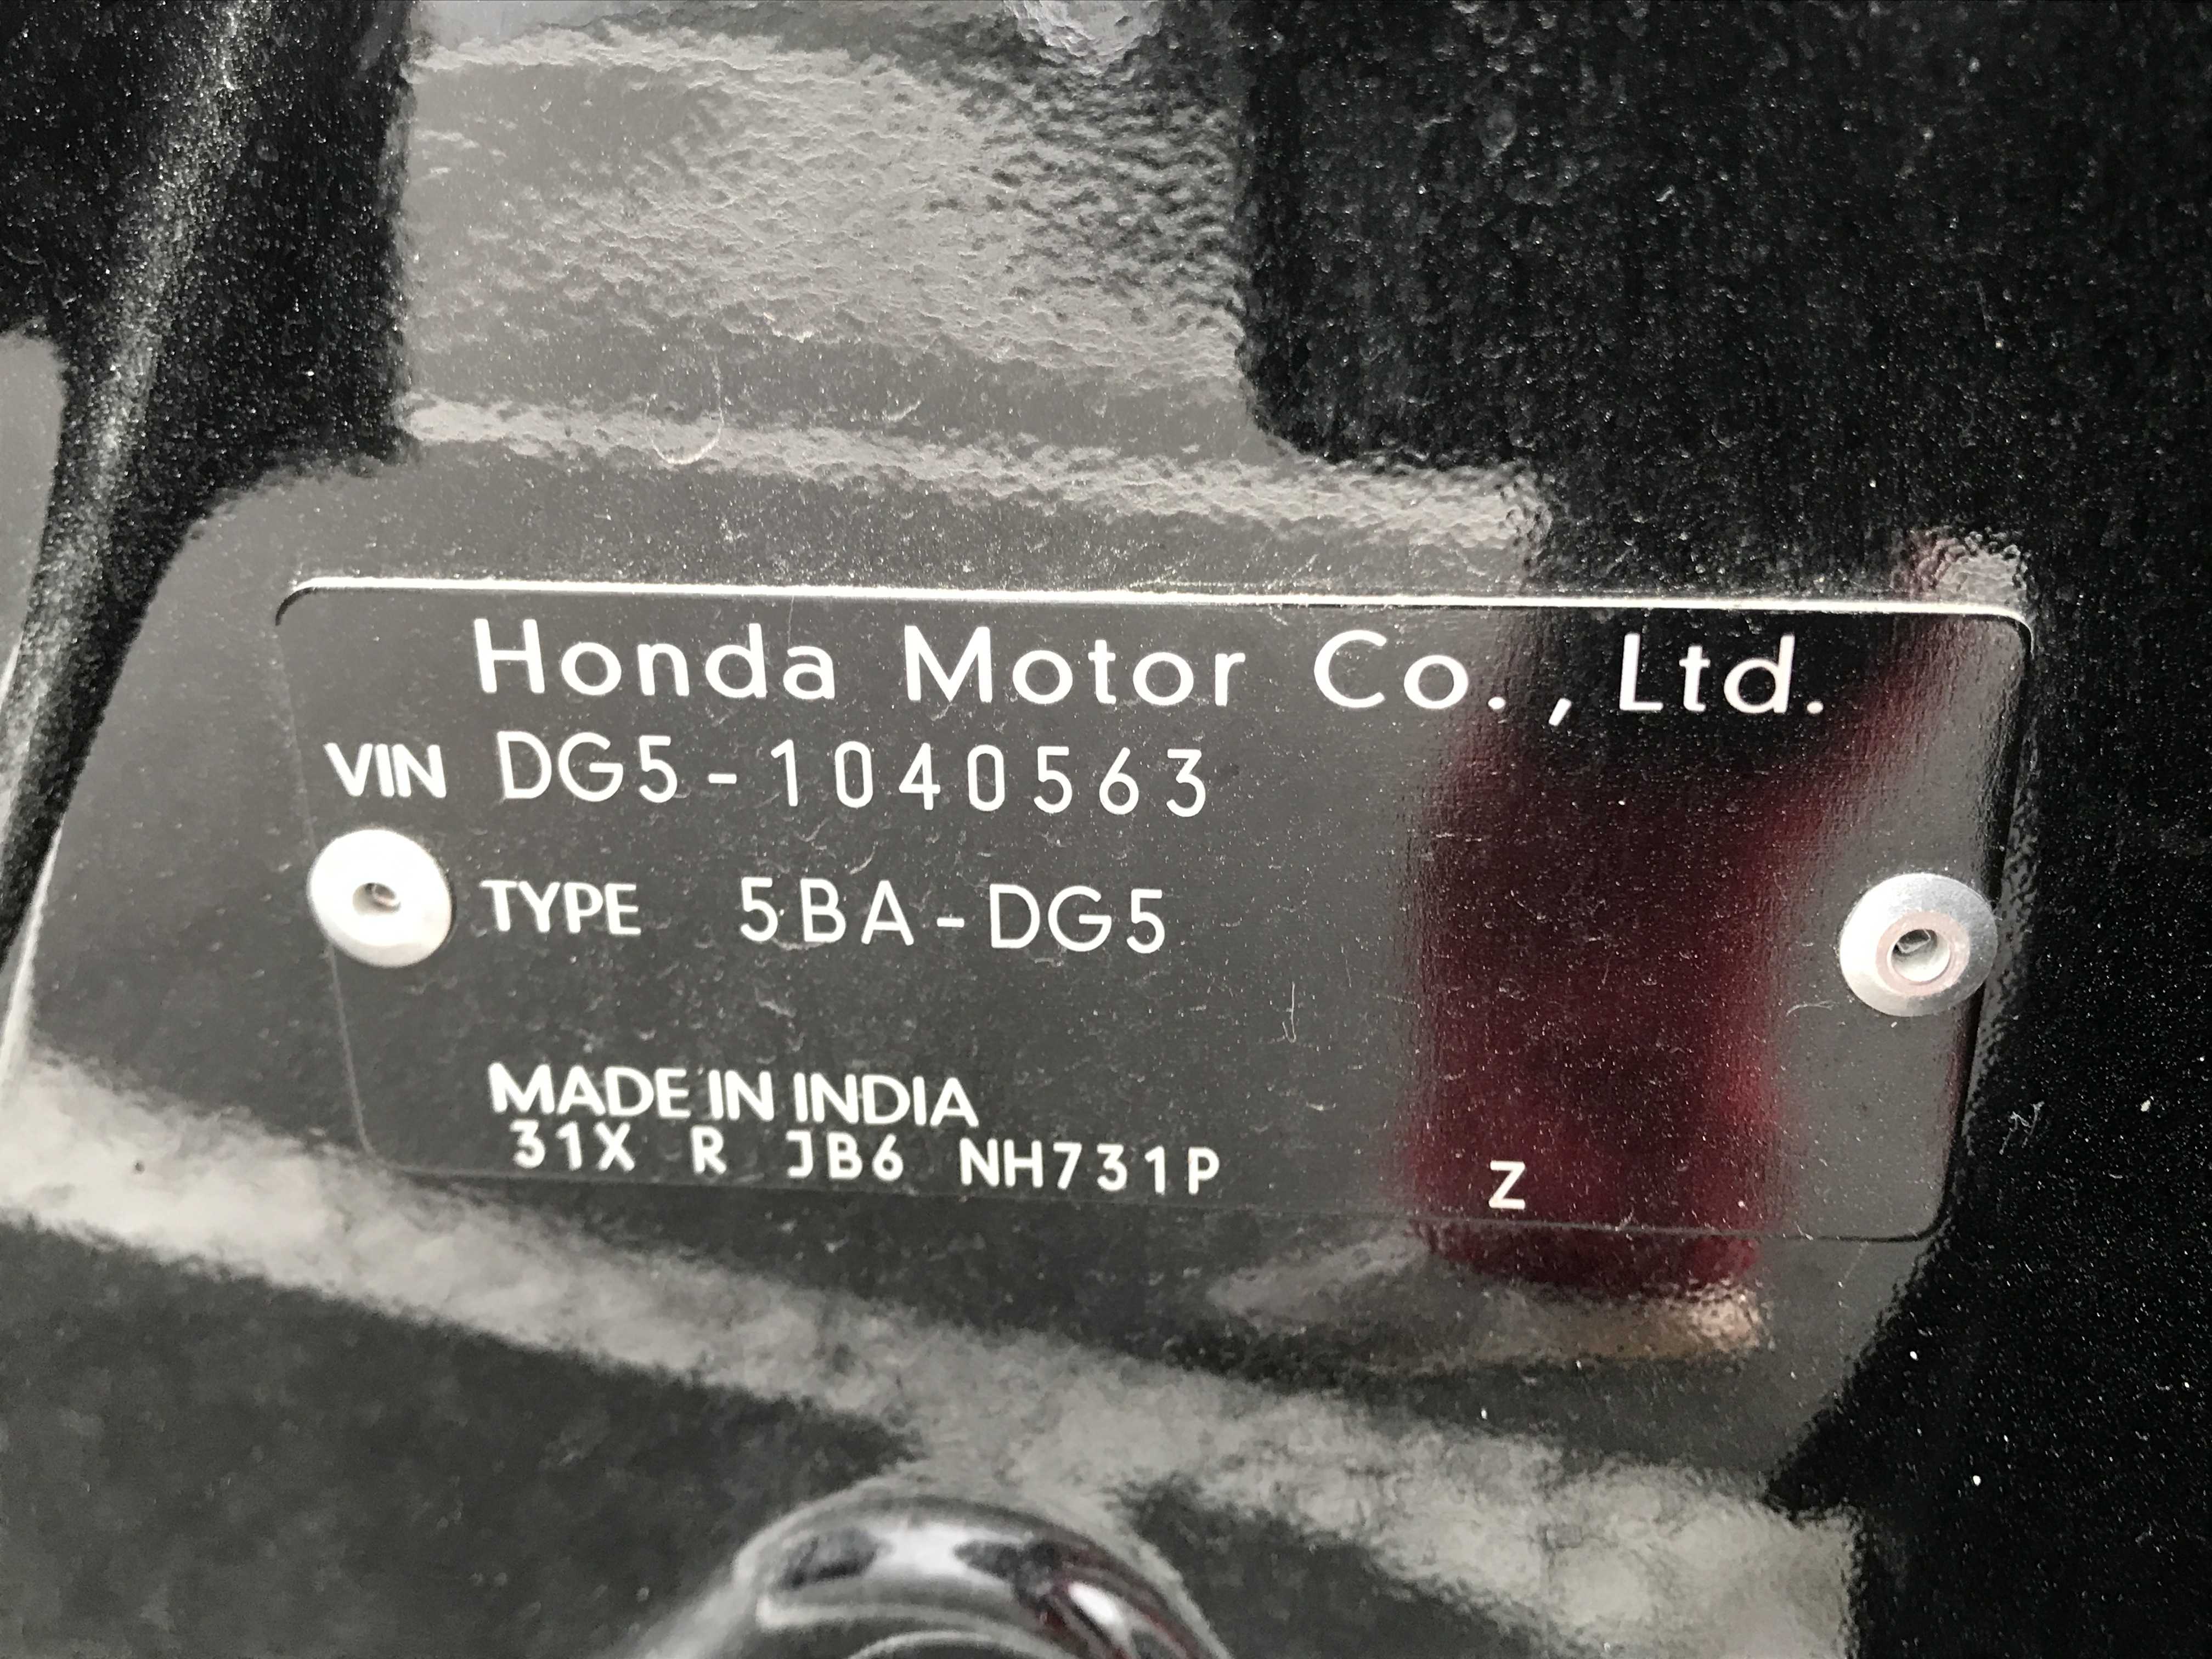 Honda Motor Co., Ltd.
VIN DG5-1040563
TYPE 5BA-DG5
MADE IN INDIA
31X R JB6 NH731P Z